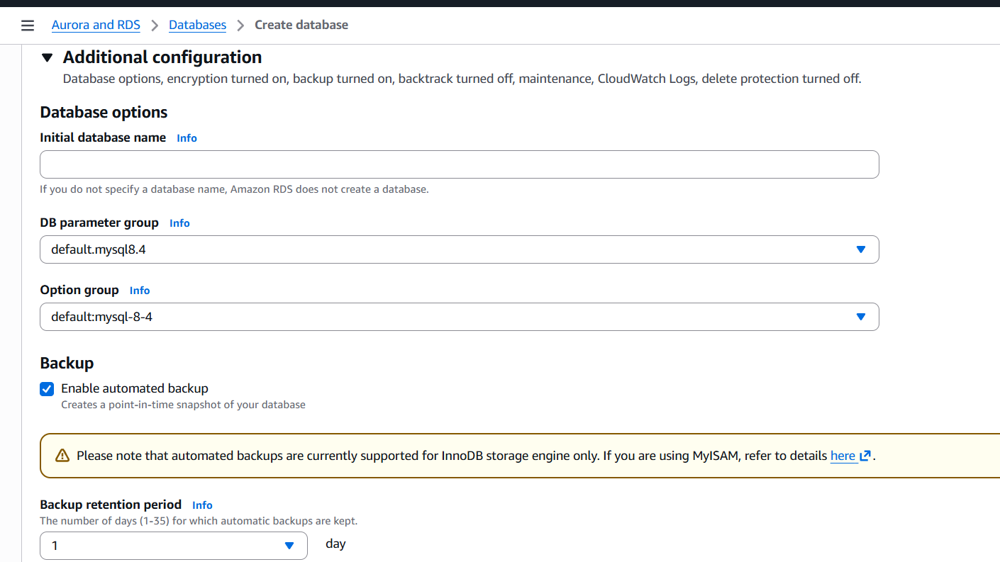 Aurora and RDS > Databases > Create database
Additional configuration
Database options, encryption turned on, backup turned on, backtrack turned off, maintenance, CloudWatch Logs, delete protection turned off.
Database options
Initial database name Info
If you do not specify a database name, Amazon RDS does not create a database.
DB parameter group Info
default.mysql8.4
Option group Info
default:mysql-8-4
Backup
Enable automated backup
Creates a point-in-time snapshot of your database
Please note that automated backups are currently supported for InnoDB storage engine only. If you are using MyISAM, refer to details here .
Backup retention period Info
The number of days (1-35) for which automatic backups are kept.
1 day